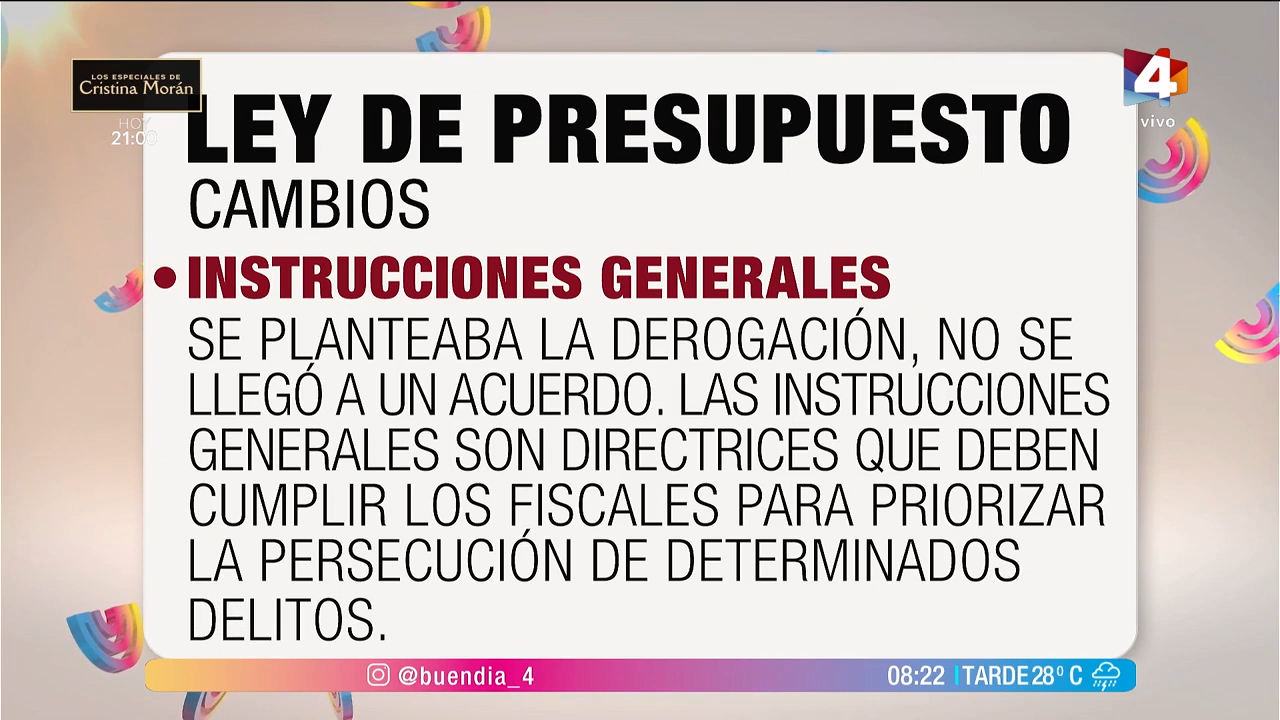 LOS ESPECIALES DE
Cristina Morán
HOY
21:00
4
vivo
LEY DE PRESUPUESTO
CAMBIOS
• INSTRUCCIONES GENERALES
SE PLANTEABA LA DEROGACIÓN, NO SE
LLEGÓ A UN ACUERDO. LAS INSTRUCCIONES
GENERALES SON DIRECTRICES QUE DEBEN
CUMPLIR LOS FISCALES PARA PRIORIZAR
LA PERSECUCIÓN DE DETERMINADOS
DELITOS.
@buendia_4
08:22 TARDE 28º C